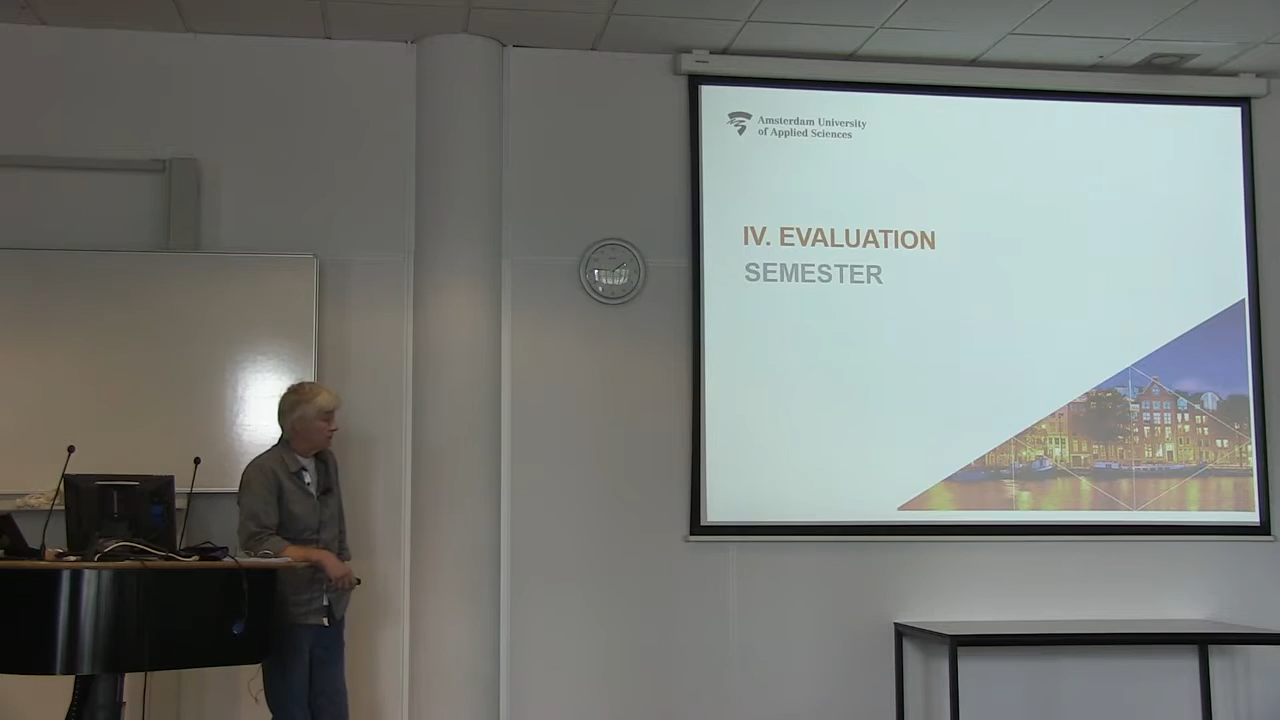 Amsterdam University
of Applied Sciences
IV. EVALUATION
SEMESTER